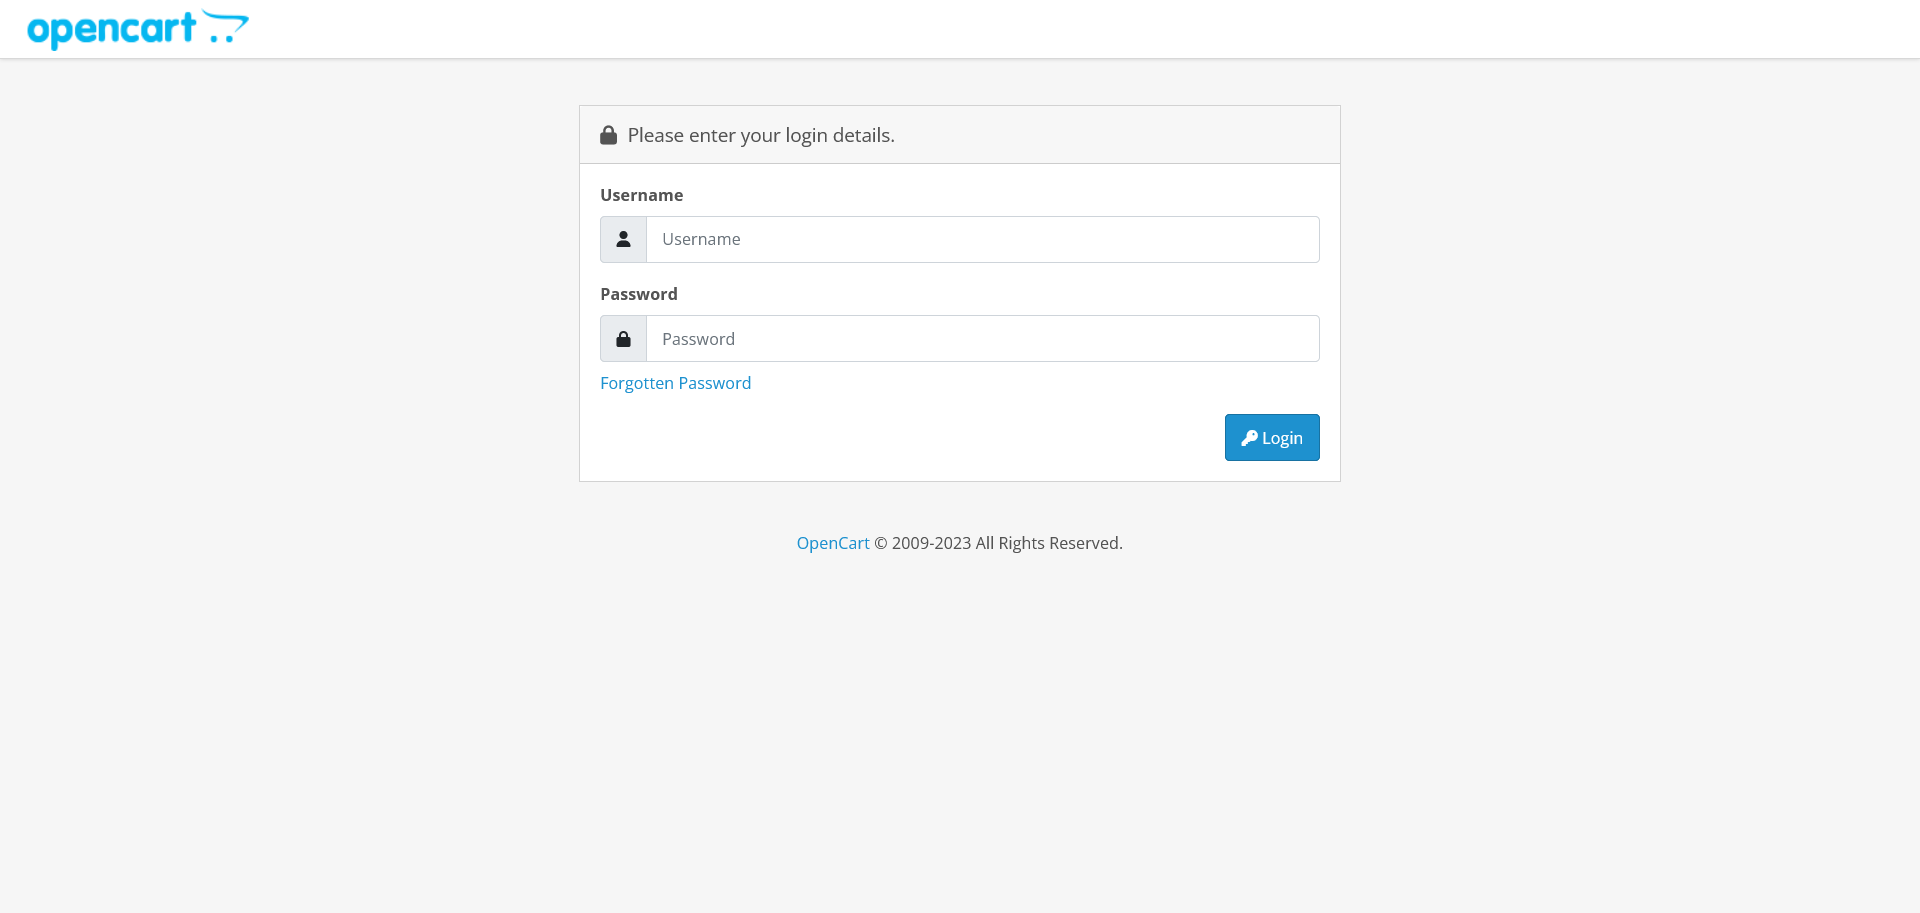 opencart
Please enter your login details.
Username
Username
Password
Password
Forgotten Password
Login
OpenCart © 2009-2023 All Rights Reserved.